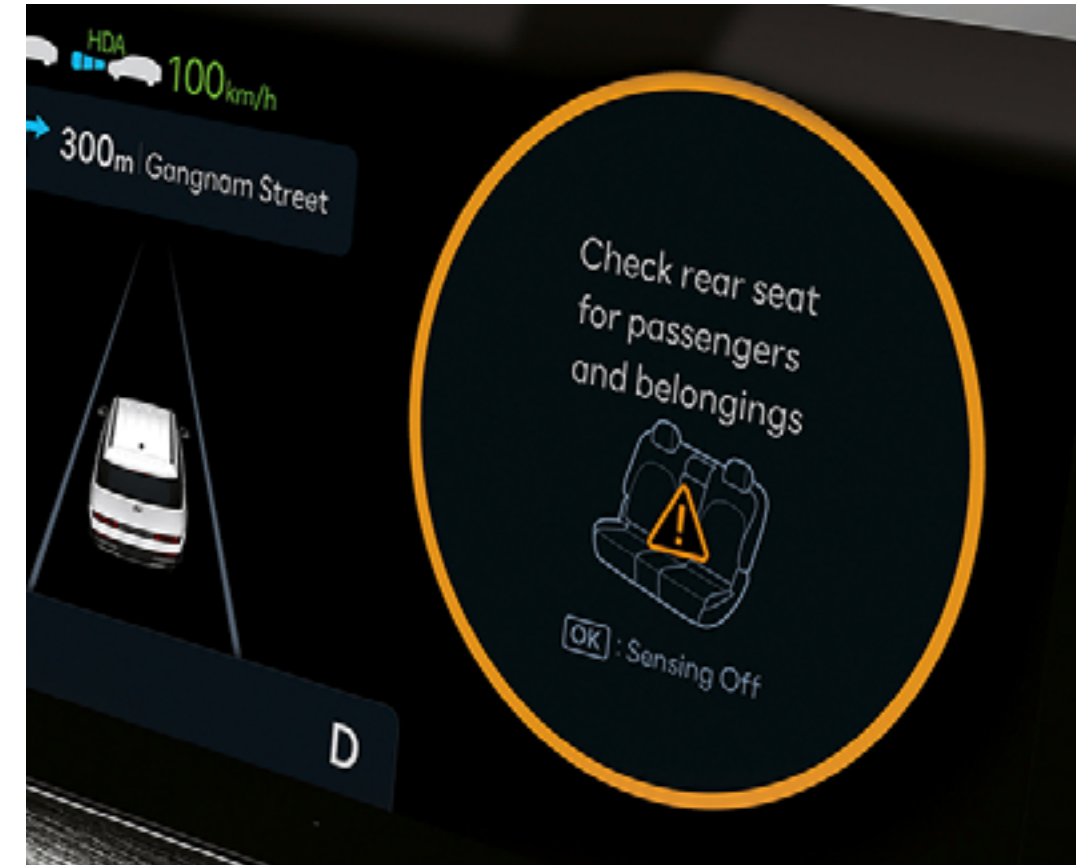 HDA
100km/h
300m Gangnam Street
Check rear seat
for passengers
and belongings
OK : Sensing Off
D